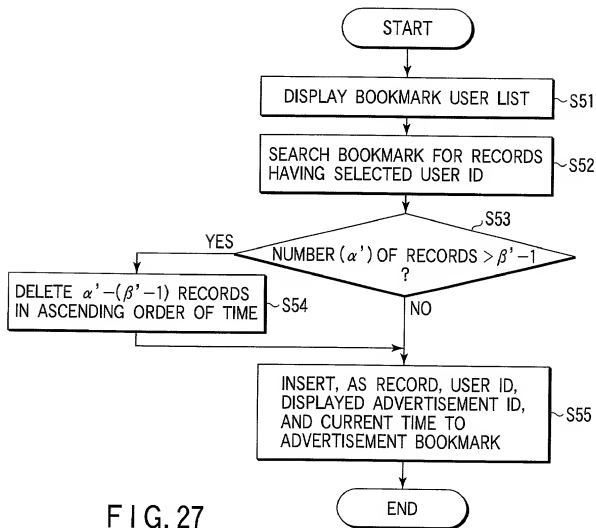 START
DISPLAY BOOKMARK USER LIST
S51
SEARCH BOOKMARK FOR RECORDS
HAVING SELECTED USER ID
S52
S53
YES
NUMBER (α') OF RECORDS > β'-1
?
DELETE α'-(β'-1) RECORDS
IN ASCENDING ORDER OF TIME
S54
NO
INSERT, AS RECORD, USER ID,
DISPLAYED ADVERTISEMENT ID,
AND CURRENT TIME TO
ADVERTISEMENT BOOKMARK
S55
END
FIG. 27